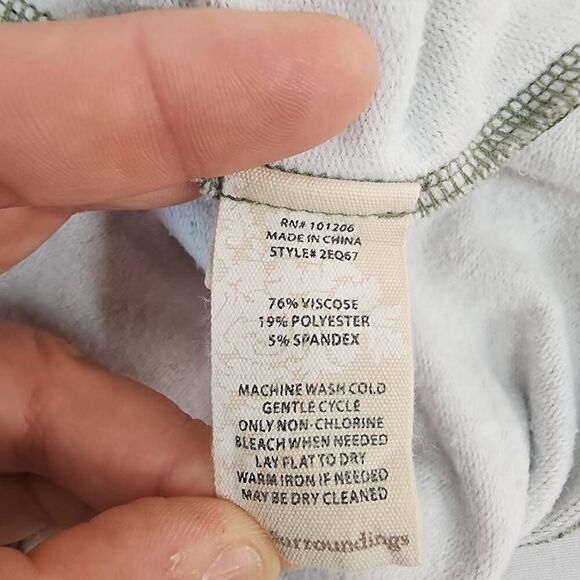 RN# 101206
MADE IN CHINA
STYLE# 2EQ67
76% VISCOSE
19% POLYESTER
5% SPANDEX
MACHINE WASH COLD
GENTLE CYCLE
ONLY NON-CHLORINE
BLEACH WHEN NEEDED
LAY FLAT TO DRY
WARM IRON IF NEEDED
MAY BE DRY CLEANED
surroundings